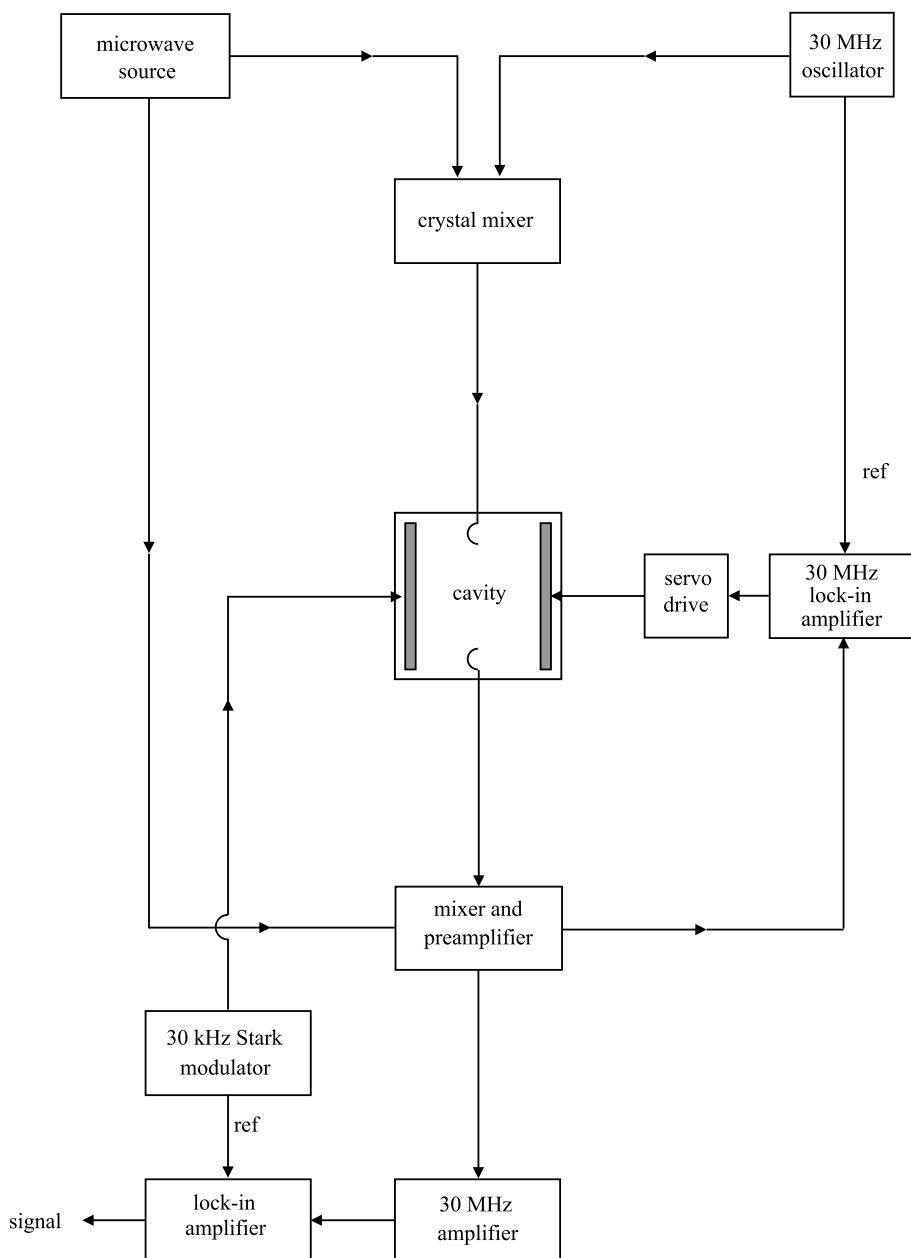 microwave
source
30 MHz
oscillator
crystal mixer
ref
cavity
servo
drive
30 MHz
lock-in
amplifier
mixer and
preamplifier
30 kHz Stark
modulator
ref
signal
lock-in
amplifier
30 MHz
amplifier